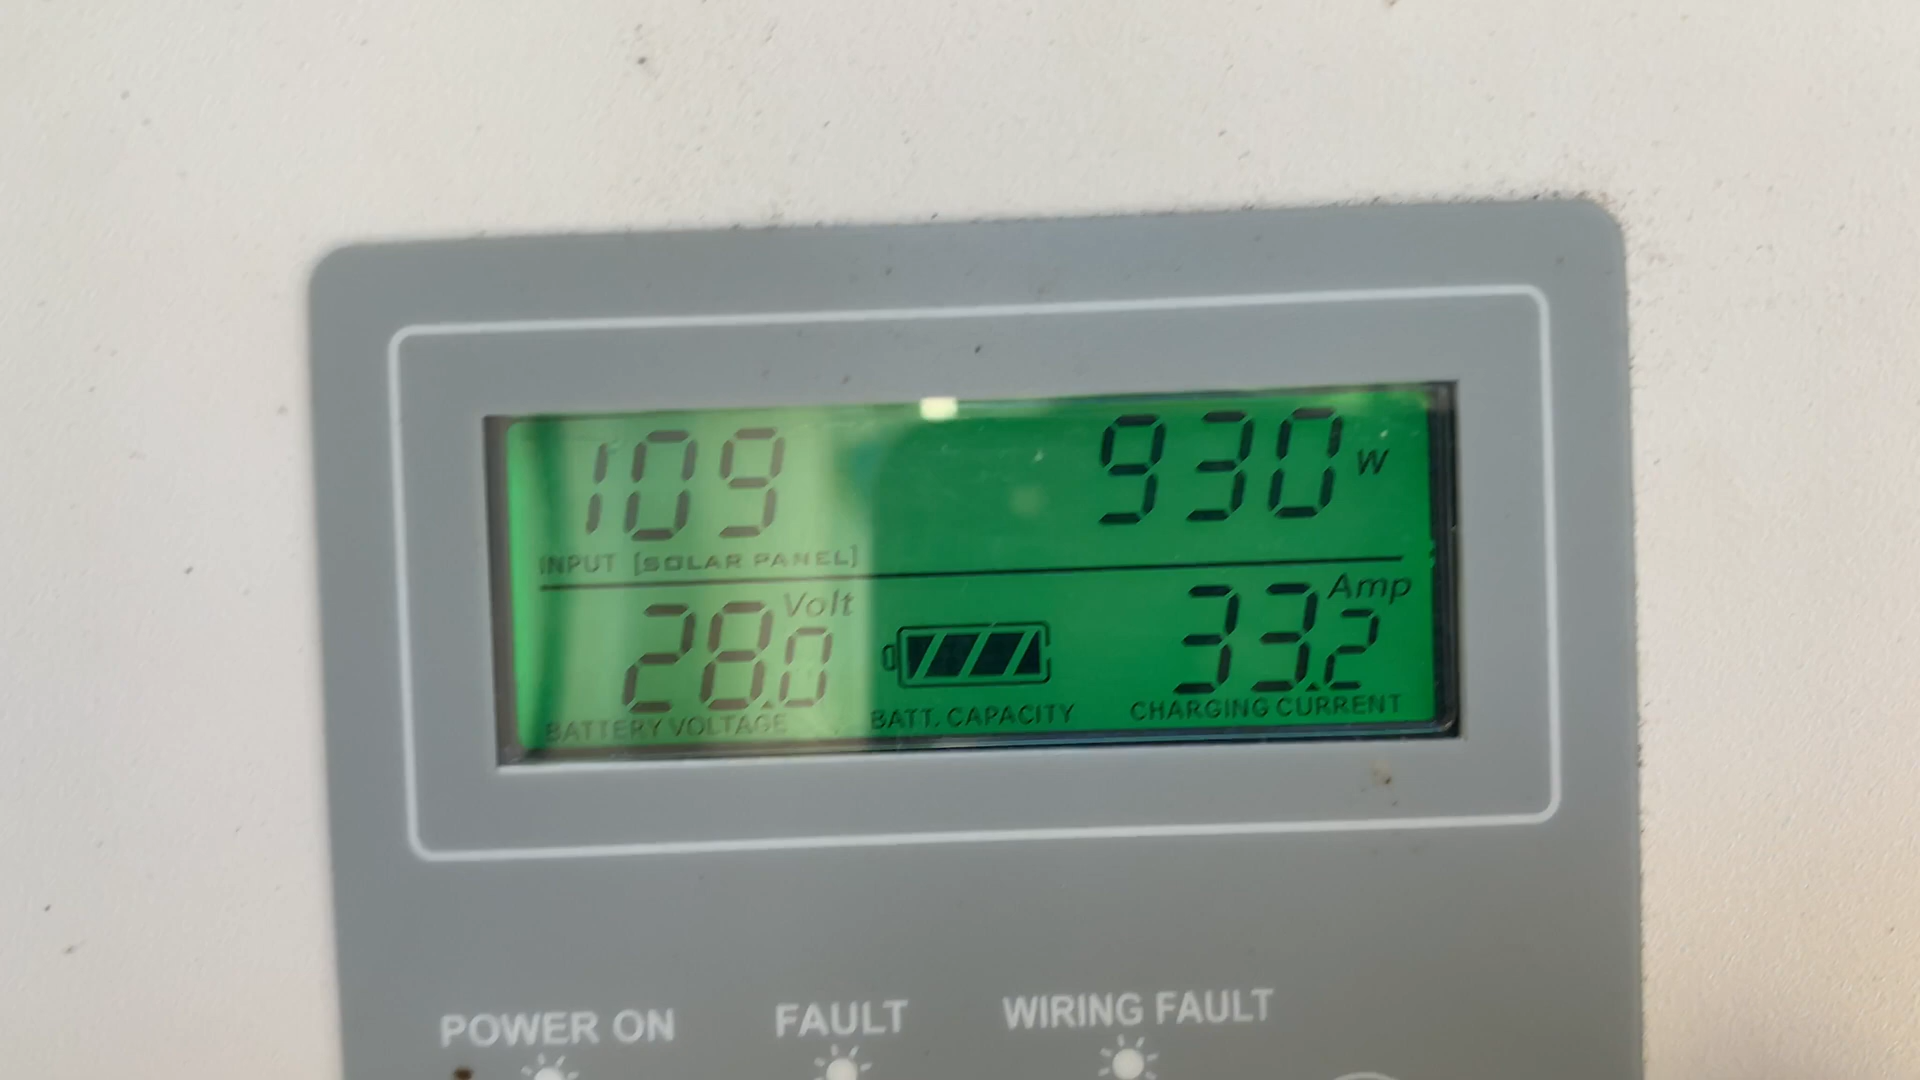 109 930 W
INPUT [SOLAR PANEL]
28.0 Volt 33.2 Amp
BATTERY VOLTAGE BATT. CAPACITY CHARGING CURRENT
POWER ON FAULT WIRING FAULT